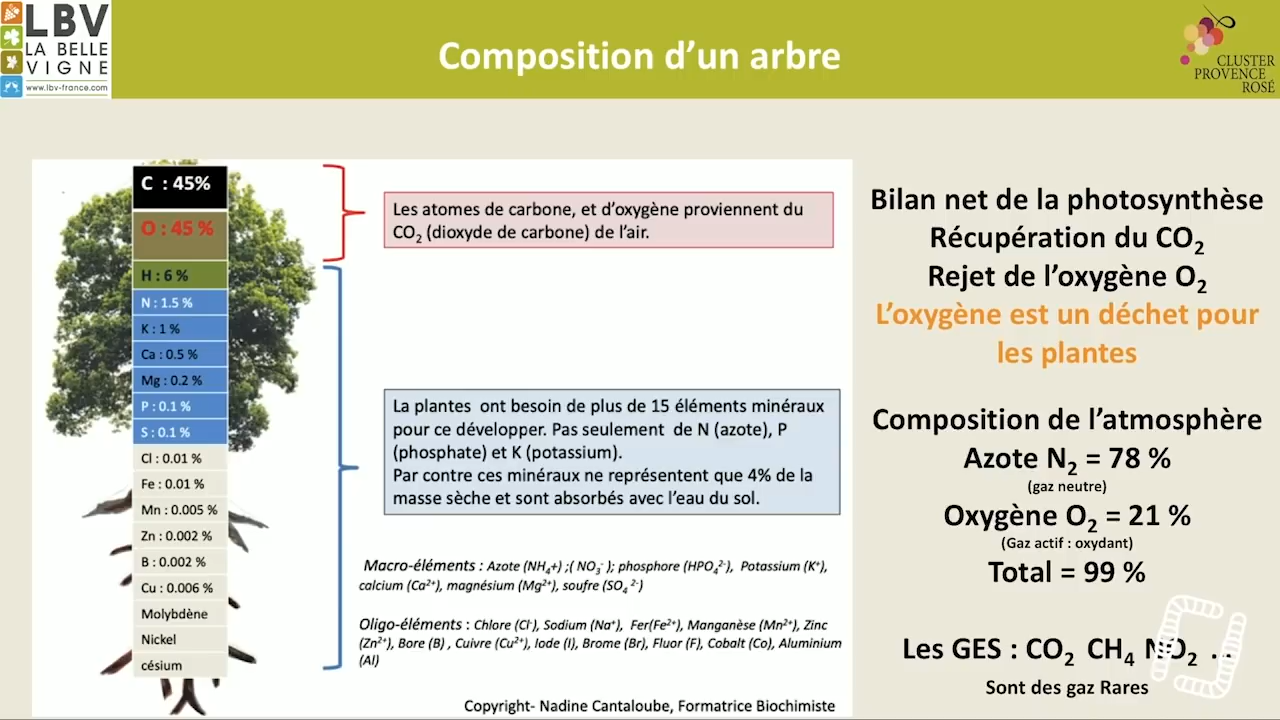 LBV
LA BELLE
VIGNE
www.lbv-france.com
Composition d’un arbre
CLUSTER
PROVENCE
ROSÉ
C : 45%
O : 45 %
H : 6 %
N : 1.5 %
K : 1 %
Ca : 0.5 %
Mg : 0.2 %
P : 0.1 %
S : 0.1 %
Cl : 0.01 %
Fe : 0.01 %
Mn : 0.005 %
Zn : 0.002 %
B : 0.002 %
Cu : 0.006 %
Molybdène
Nickel
césium
Les atomes de carbone, et d’oxygène proviennent du
CO₂ (dioxyde de carbone) de l’air.
La plantes ont besoin de plus de 15 éléments minéraux
pour ce développer. Pas seulement de N (azote), P
(phosphate) et K (potassium).
Par contre ces minéraux ne représentent que 4% de la
masse sèche et sont absorbés avec l’eau du sol.
Macro-éléments : Azote (NH₄+) ;( NO₃⁻ ); phosphore (HPO₄²⁻), Potassium (K⁺),
calcium (Ca²⁺), magnésium (Mg²⁺), soufre (SO₄ ²⁻)
Oligo-éléments : Chlore (Cl⁻), Sodium (Na⁺), Fer(Fe²⁺), Manganèse (Mn²⁺), Zinc
(Zn²⁺), Bore (B) , Cuivre (Cu²⁺), Iode (I), Brome (Br), Fluor (F), Cobalt (Co), Aluminium
(Al)
Copyright- Nadine Cantaloube, Formatrice Biochimiste
Bilan net de la photosynthèse
Récupération du CO₂
Rejet de l’oxygène O₂
L’oxygène est un déchet pour
les plantes
Composition de l’atmosphère
Azote N₂ = 78 %
(gaz neutre)
Oxygène O₂ = 21 %
(Gaz actif : oxydant)
Total = 99 %
Les GES : CO₂ CH₄ NO₂ ..
Sont des gaz Rares